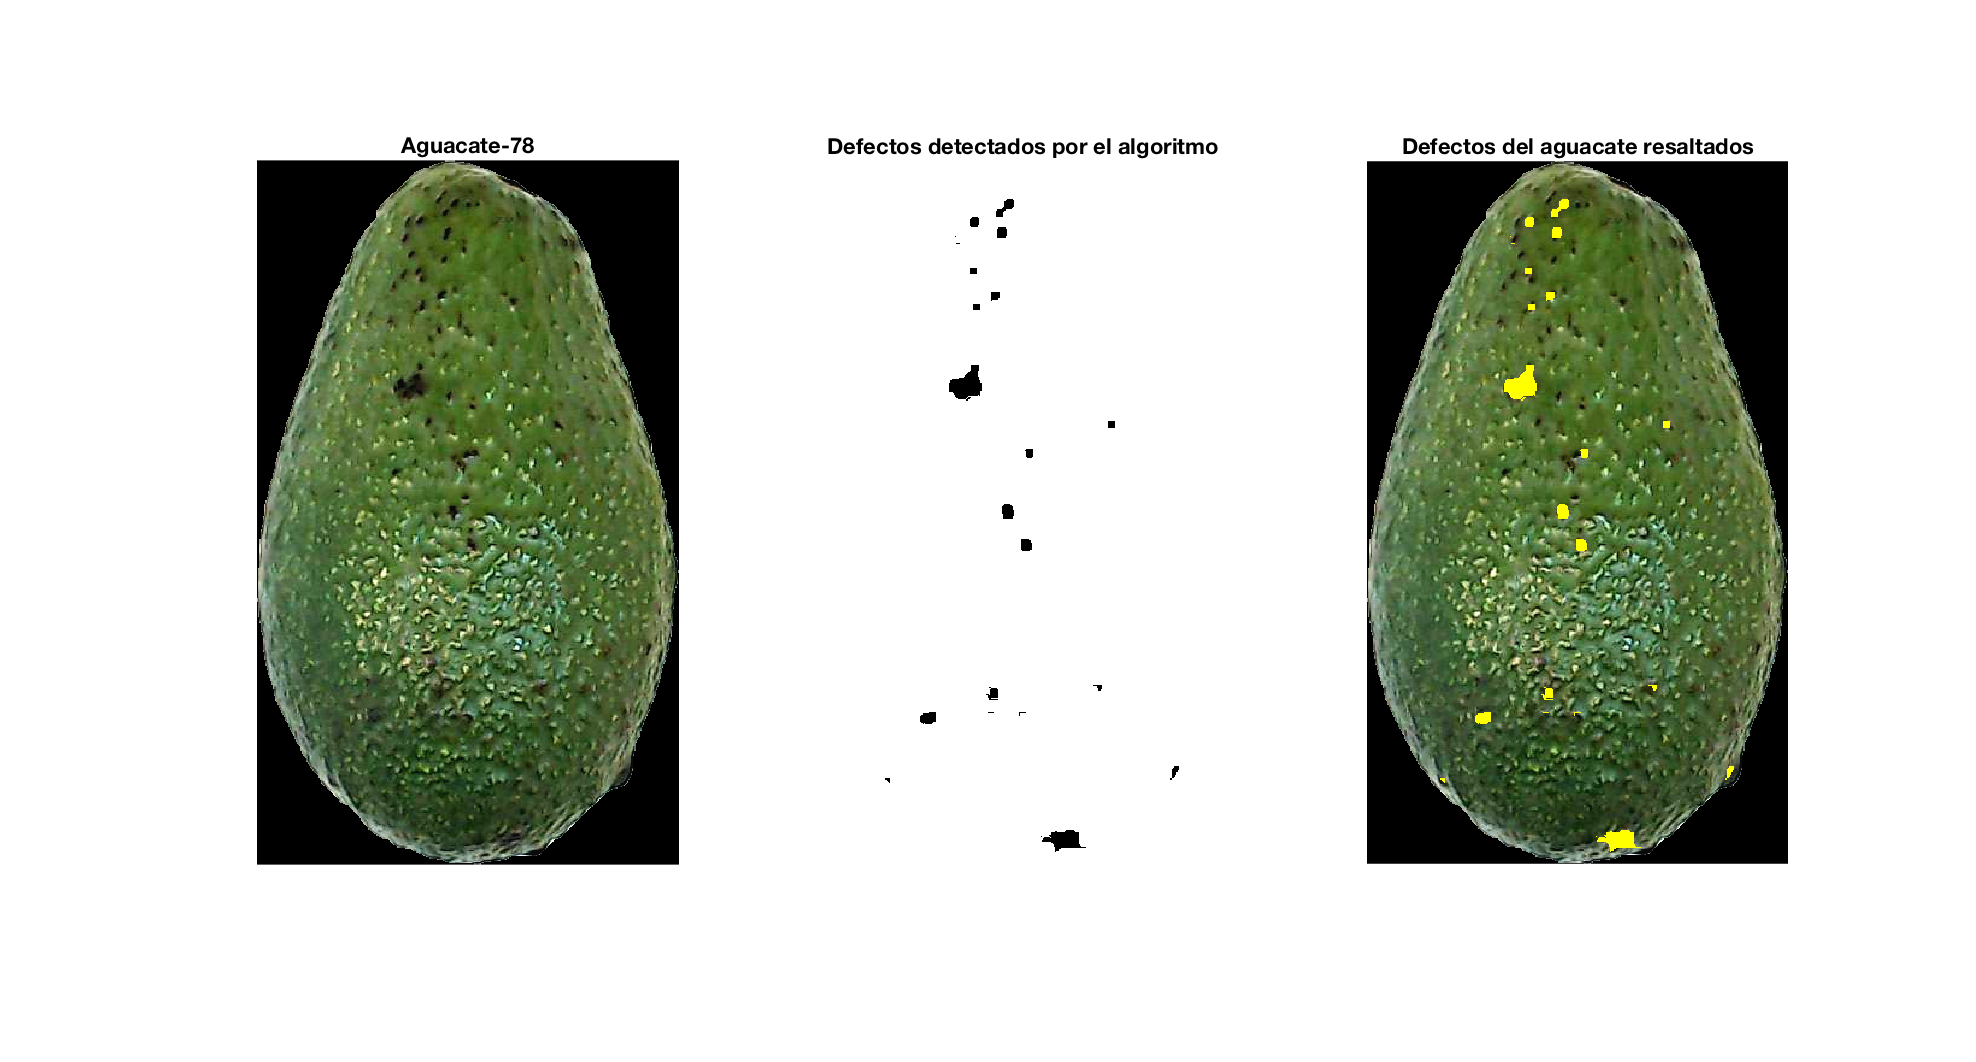 Aguacate-78
Defectos detectados por el algoritmo
Defectos del aguacate resaltados